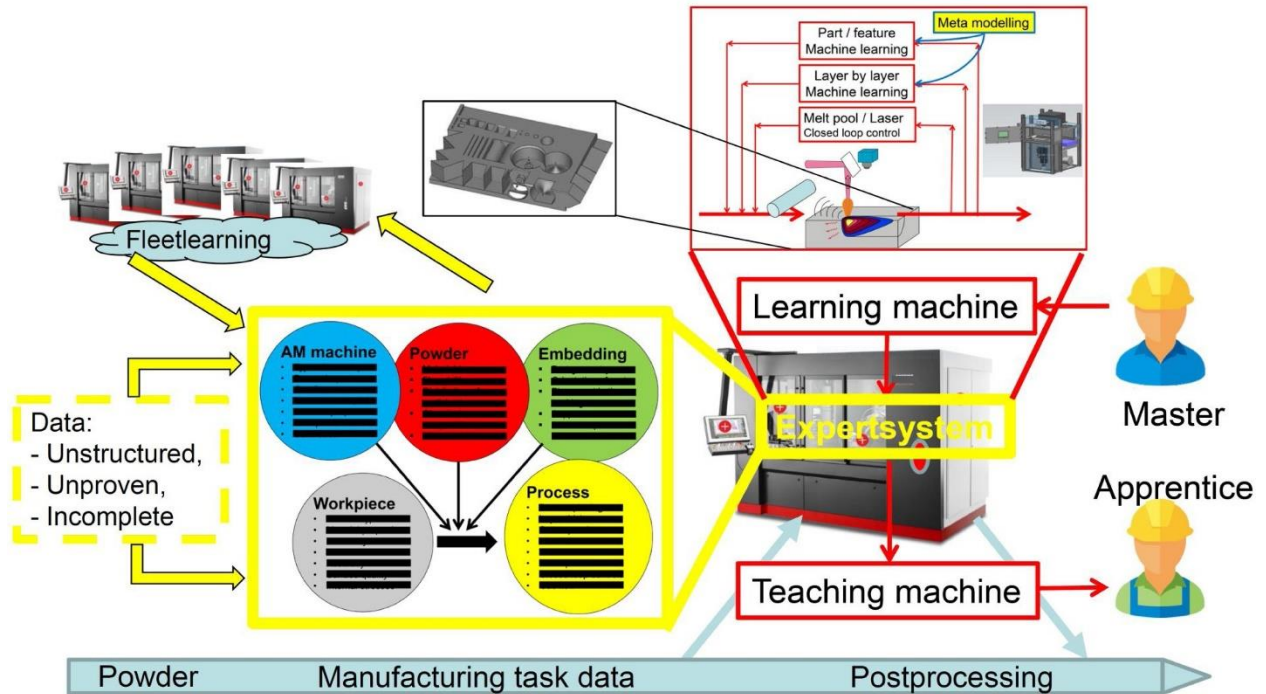 Meta modelling
Part / feature
Machine learning
Layer by layer
Machine learning
Melt pool / Laser
Closed loop control
Fleetlearning
Learning machine
Master
AM machine
Powder
Embedding
Data:
- Unstructured,
- Unproven,
- Incomplete
Expertsystem
Workpiece
Process
Apprentice
Teaching machine
Powder
Manufacturing task data
Postprocessing